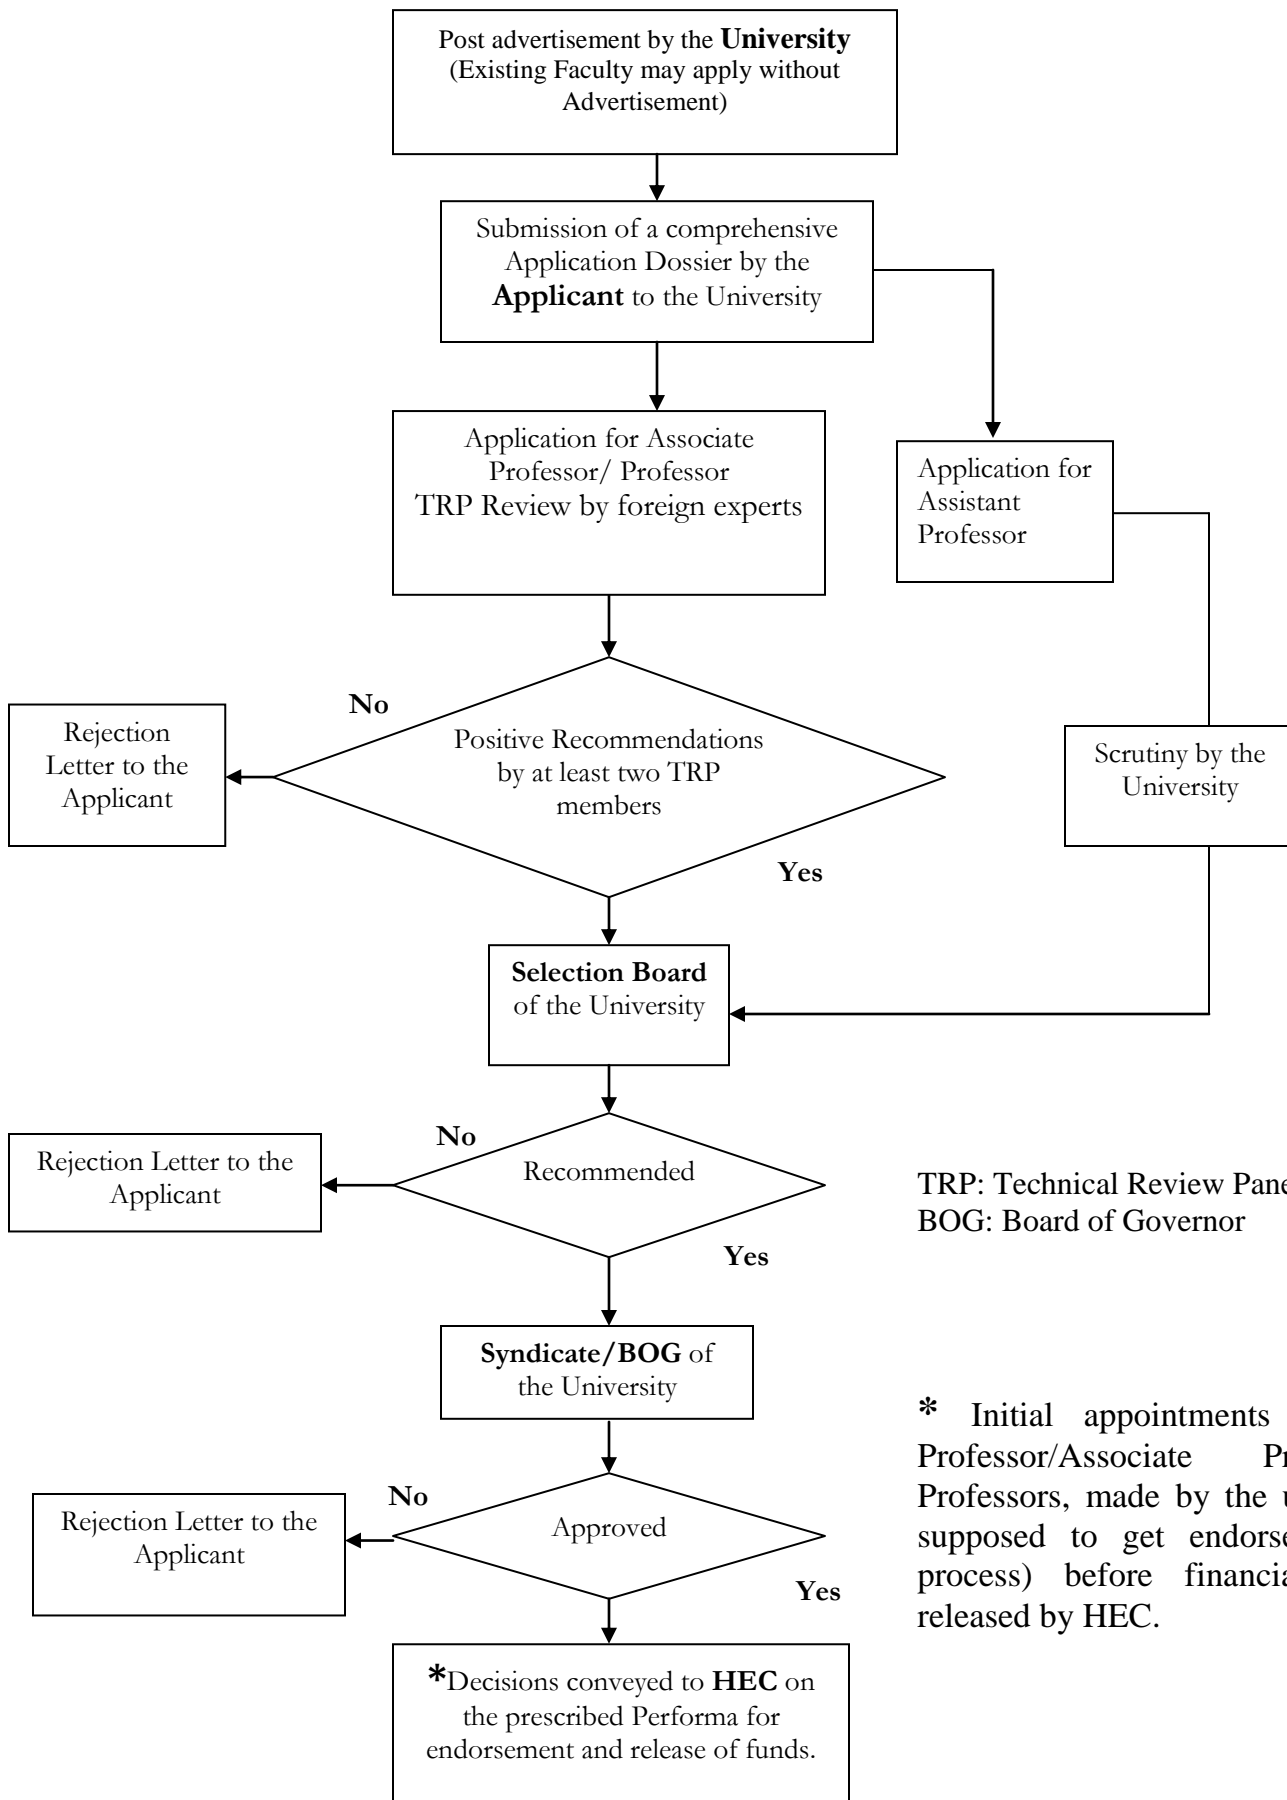 Post advertisement by the University
(Existing Faculty may apply without
Advertisement)
Submission of a comprehensive
Application Dossier by the
Applicant to the University
Application for Associate
Professor/ Professor
TRP Review by foreign experts
Application for
Assistant
Professor
No
Rejection
Letter to the
Applicant
Positive Recommendations
by at least two TRP
members
Scrutiny by the
University
Yes
Selection Board
of the University
No
Rejection Letter to the
Applicant
Recommended
TRP: Technical Review Pane
BOG: Board of Governor
Yes
Syndicate/BOG of
the University
* Initial appointments
Professor/Associate Pr
Professors, made by the u
supposed to get endorse
process) before financia
released by HEC.
No
Rejection Letter to the
Applicant
Approved
Yes
*Decisions conveyed to HEC on
the prescribed Performa for
endorsement and release of funds.